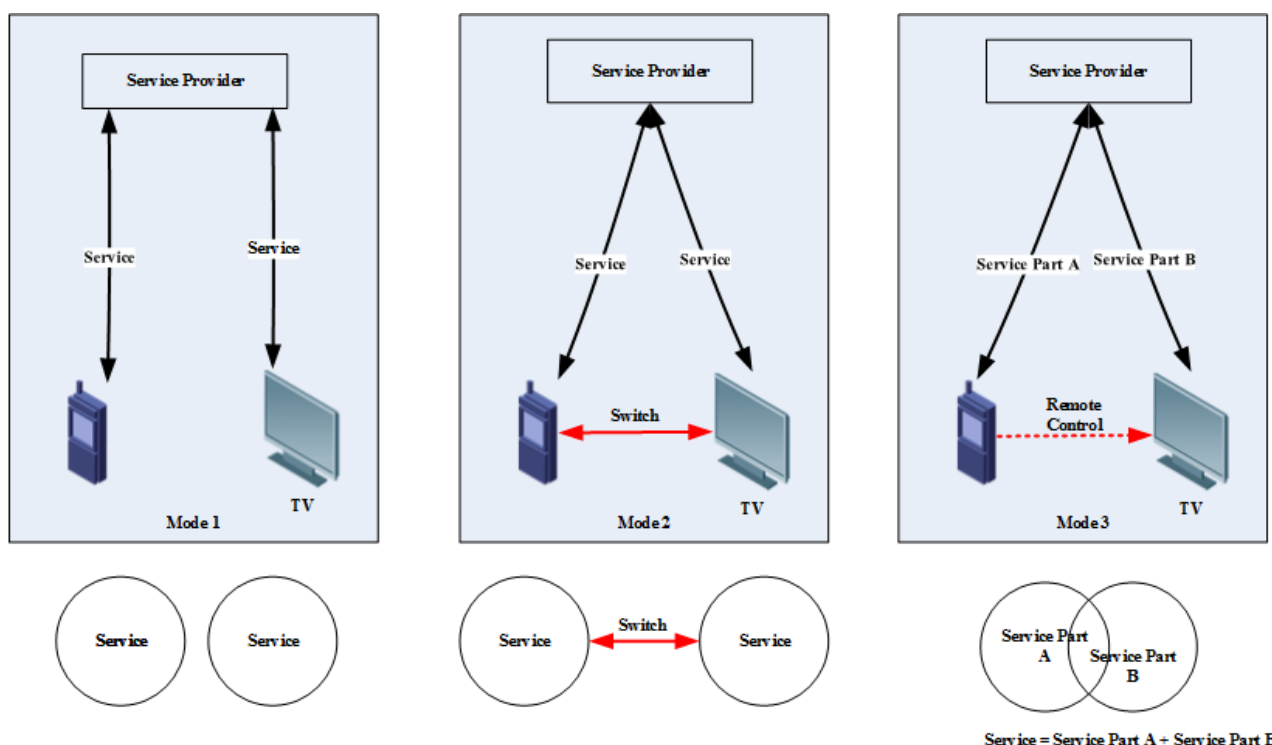 Service Provider
Service
Service
TV
Mode 1
Service
Service
Service Provider
Service
Service
Switch
TV
Mode 2
Service
Switch
Service
Service Provider
Service Part A
Service Part B
Remote
Control
TV
Mode 3
Service Part
A
Service Part
B
Service = Service Part A + Service Part B